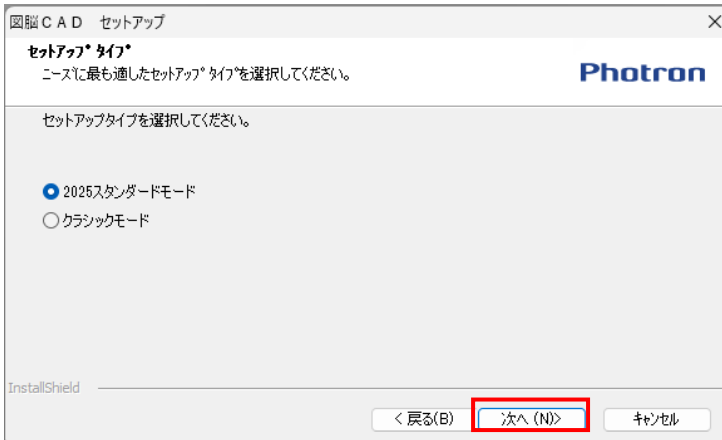 図脳ＣＡＤ　セットアップ
セットアップ タイプ
ニーズに最も適したセットアップ タイプを選択してください。
Photron
セットアップタイプを選択してください。
2025スタンダードモード
クラシックモード
InstallShield
< 戻る(B)
次へ (N)>
キャンセル